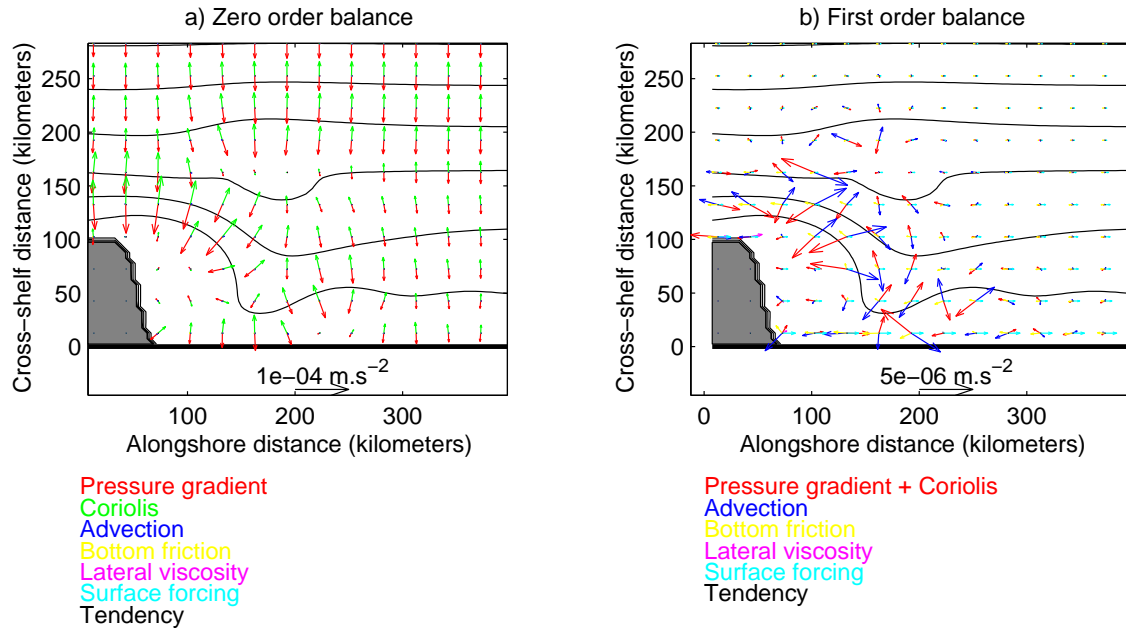 a) Zero order balance
Cross−shelf distance (kilometers)
250
200
150
100
50
0
1e−04 m.s−2
100
200
300
Alongshore distance (kilometers)
Pressure gradient
Coriolis
Advection
Bottom friction
Lateral viscosity
Surface forcing
Tendency
b) First order balance
Cross−shelf distance (kilometers)
250
200
150
100
50
0
5e−06 m.s−2
0
100
200
300
Alongshore distance (kilometers)
Pressure gradient + Coriolis
Advection
Bottom friction
Lateral viscosity
Surface forcing
Tendency